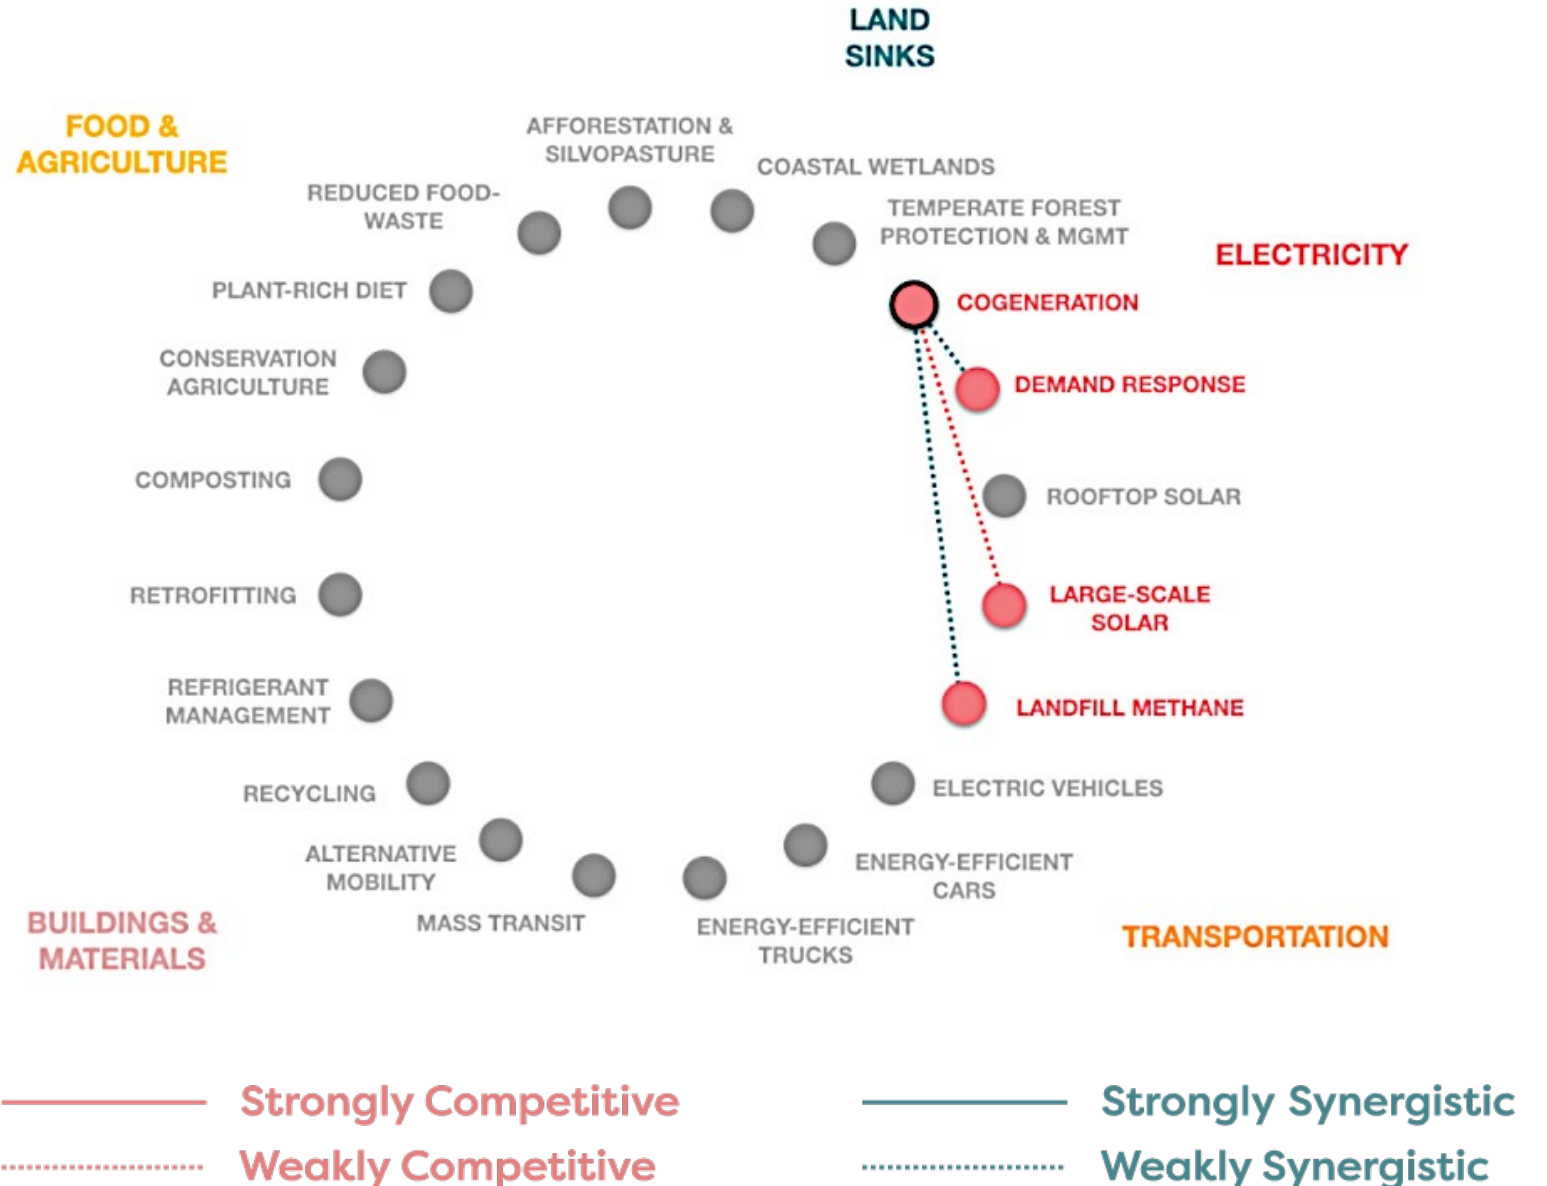 LAND
SINKS
FOOD &
AGRICULTURE
AFFORESTATION &
SILVOPASTURE
COASTAL WETLANDS
REDUCED FOOD-
WASTE
TEMPERATE FOREST
PROTECTION & MGMT
ELECTRICITY
PLANT-RICH DIET
COGENERATION
CONSERVATION
AGRICULTURE
DEMAND RESPONSE
COMPOSTING
ROOFTOP SOLAR
RETROFITTING
LARGE-SCALE
SOLAR
REFRIGERANT
MANAGEMENT
LANDFILL METHANE
RECYCLING
ELECTRIC VEHICLES
ALTERNATIVE
MOBILITY
ENERGY-EFFICIENT
CARS
MASS TRANSIT
ENERGY-EFFICIENT
TRUCKS
BUILDINGS &
MATERIALS
TRANSPORTATION
Strongly Competitive
Strongly Synergistic
Weakly Competitive
Weakly Synergistic